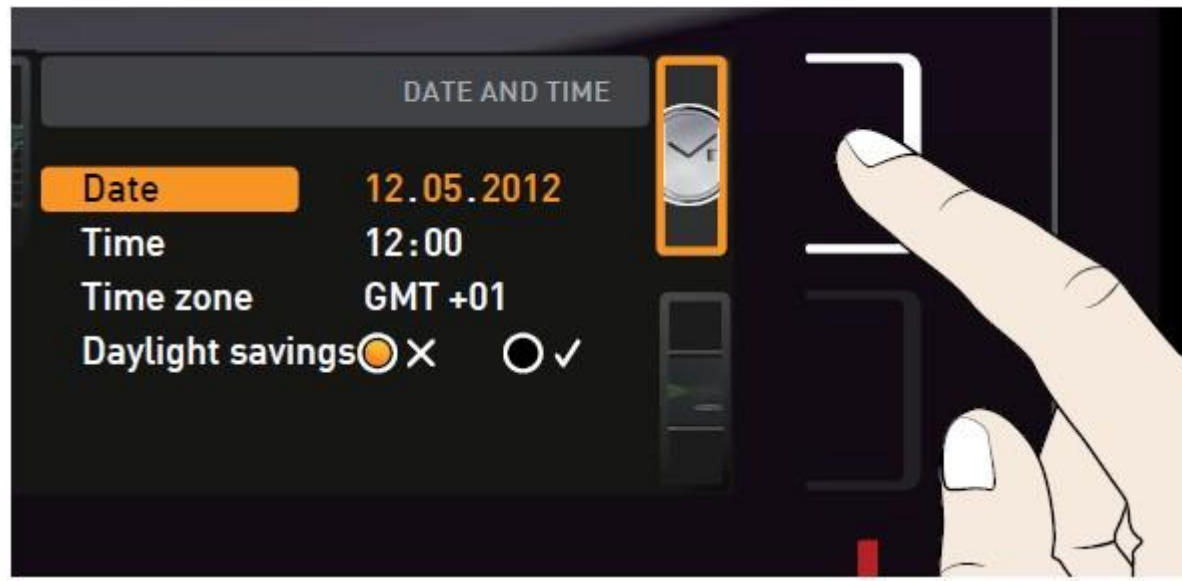 DATE AND TIME
Date 12.05.2012
Time 12:00
Time zone GMT +01
Daylight savings